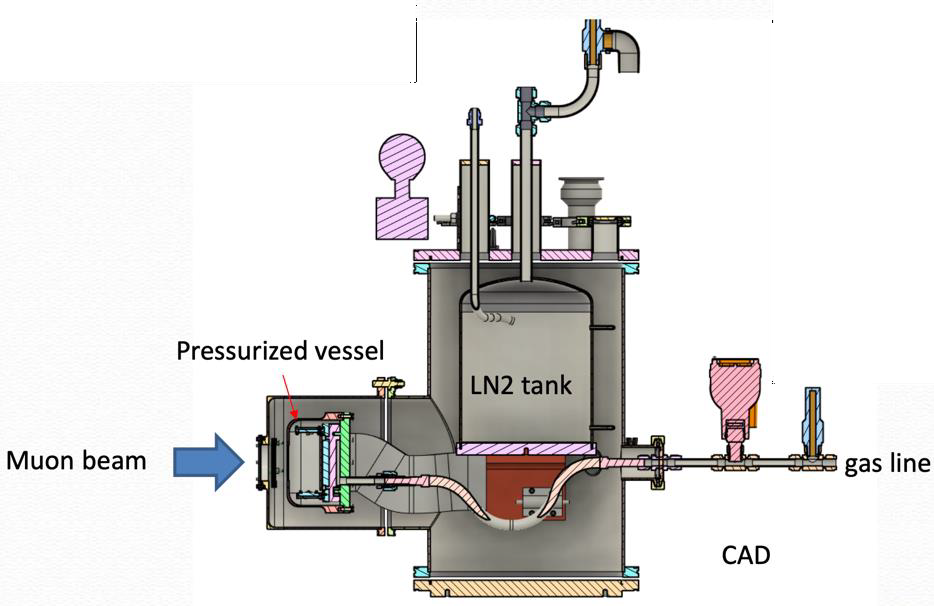 Pressurized vessel
LN2 tank
Muon beam
gas line
CAD